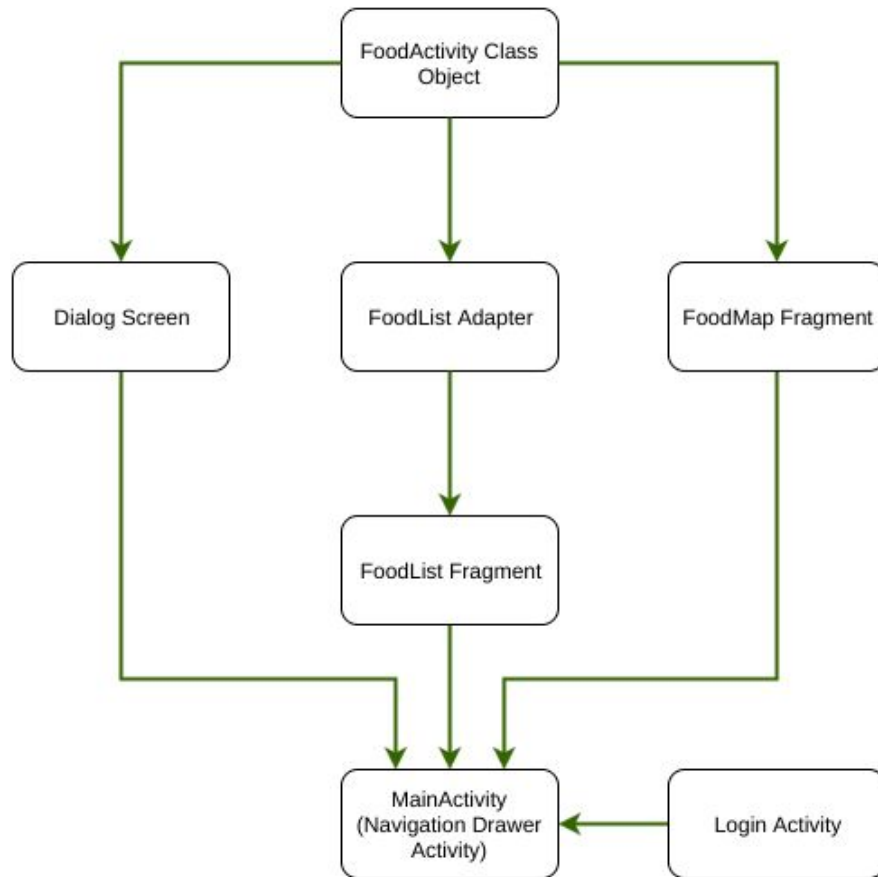 FoodActivity Class
Object
Dialog Screen
FoodList Adapter
FoodMap Fragment
FoodList Fragment
MainActivity
(Navigation Drawer
Activity)
Login Activity